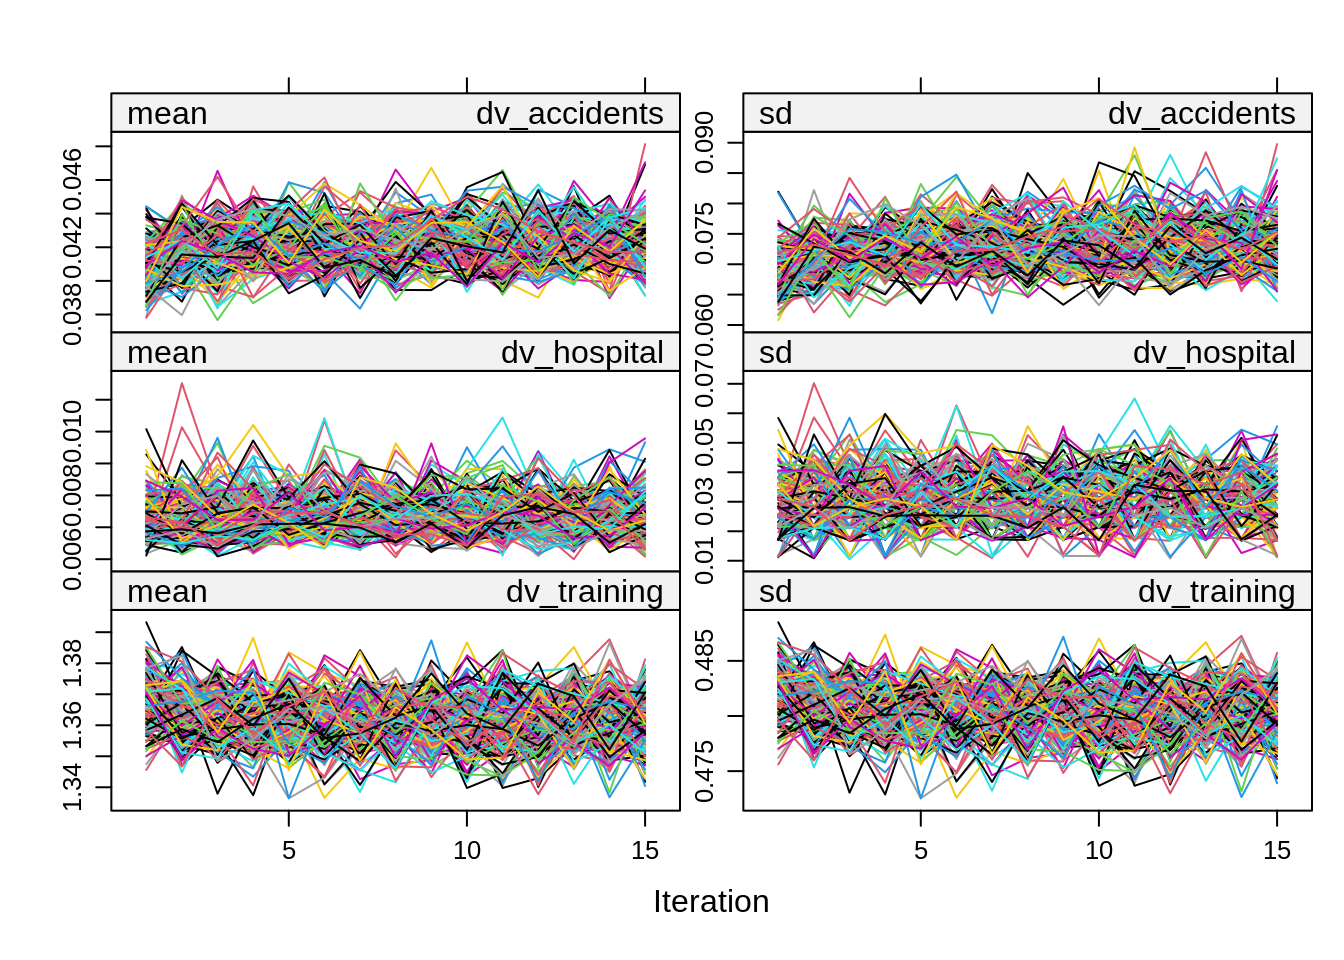 mean dv_accidents
sd dv_accidents
0.038 0.042 0.046
0.060 0.075 0.090
mean dv_hospital
sd dv_hospital
0.006 0.008 0.010
0.01 0.03 0.05 0.07
mean dv_training
sd dv_training
1.34 1.36 1.38
0.475 0.485
5 10 15
5 10 15
Iteration